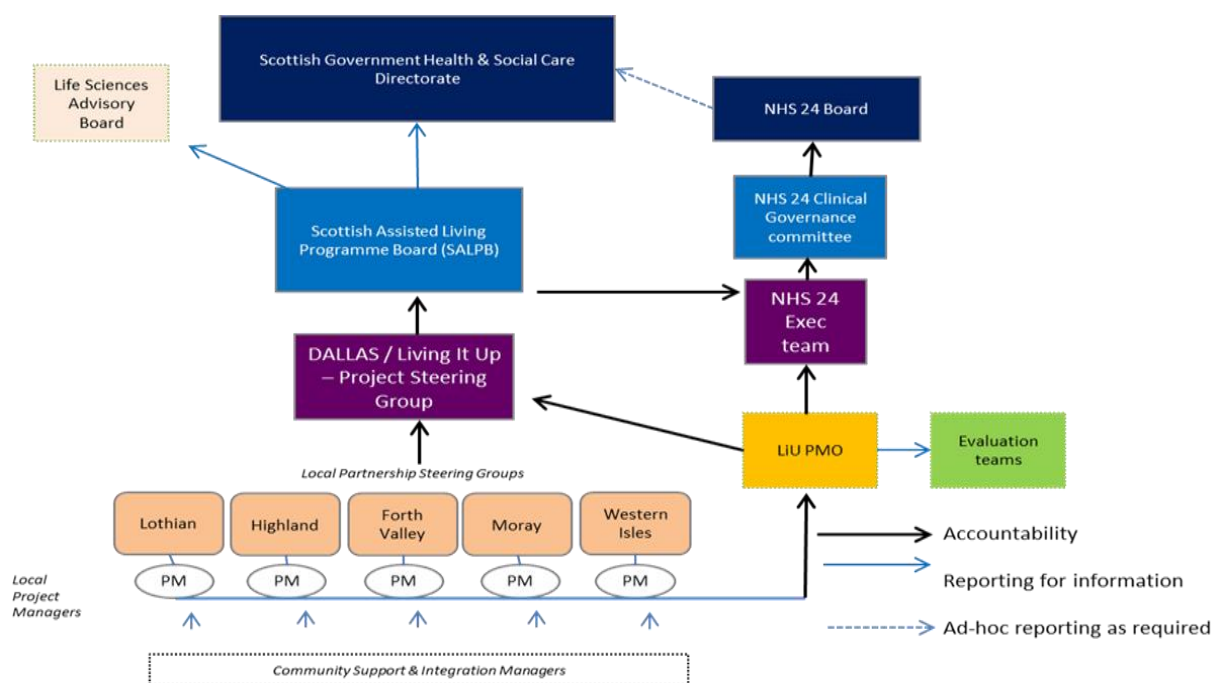 Scottish Government Health & Social Care
Directorate
Life Sciences
Advisory
Board
NHS 24 Board
NHS 24 Clinical
Governance
committee
Scottish Assisted Living
Programme Board (SALPB)
NHS 24
Exec
team
DALLAS / Living It Up
– Project Steering
Group
LiU PMO
Evaluation
teams
Local Partnership Steering Groups
Lothian
Highland
Forth
Valley
Moray
Western
Isles
Accountability
Local
Project
Managers
PM
PM
PM
PM
PM
Reporting for information
Ad-hoc reporting as required
Community Support & Integration Managers